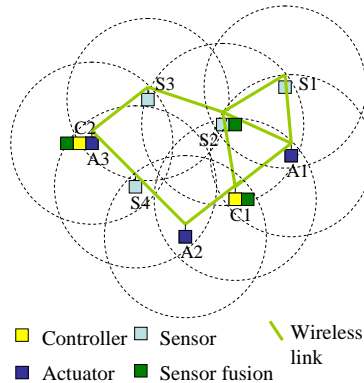 S3
S1
C2
S2
A3
A1
S4
C1
A2
Controller
Sensor
Wireless
link
Actuator
Sensor fusion